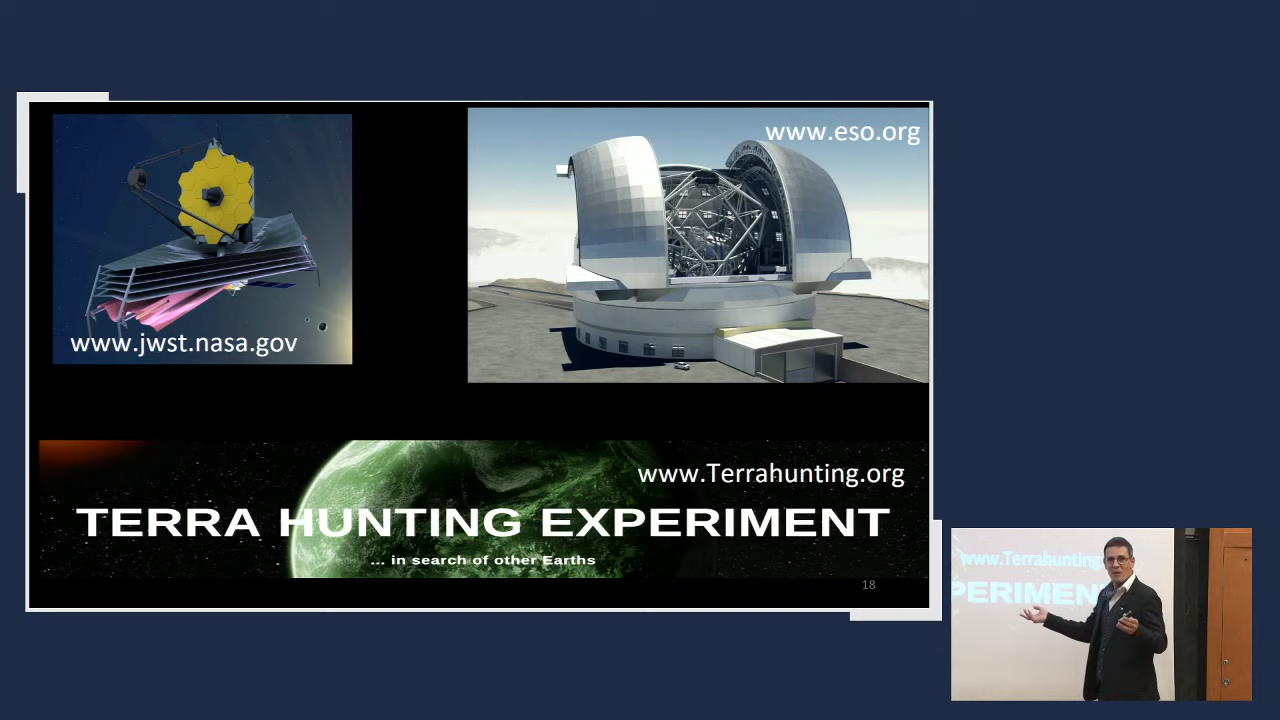 www.eso.org
www.jwst.nasa.gov
www.Terrahunting.org
TERRA HUNTING EXPERIMENT
... in search of other Earths
18
www.Terrahunting
PERIMEN